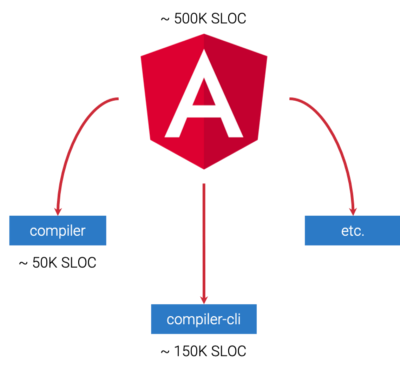 ~ 500K SLOC
A
compiler
~ 50K SLOC
etc.
compiler-cli
~ 150K SLOC